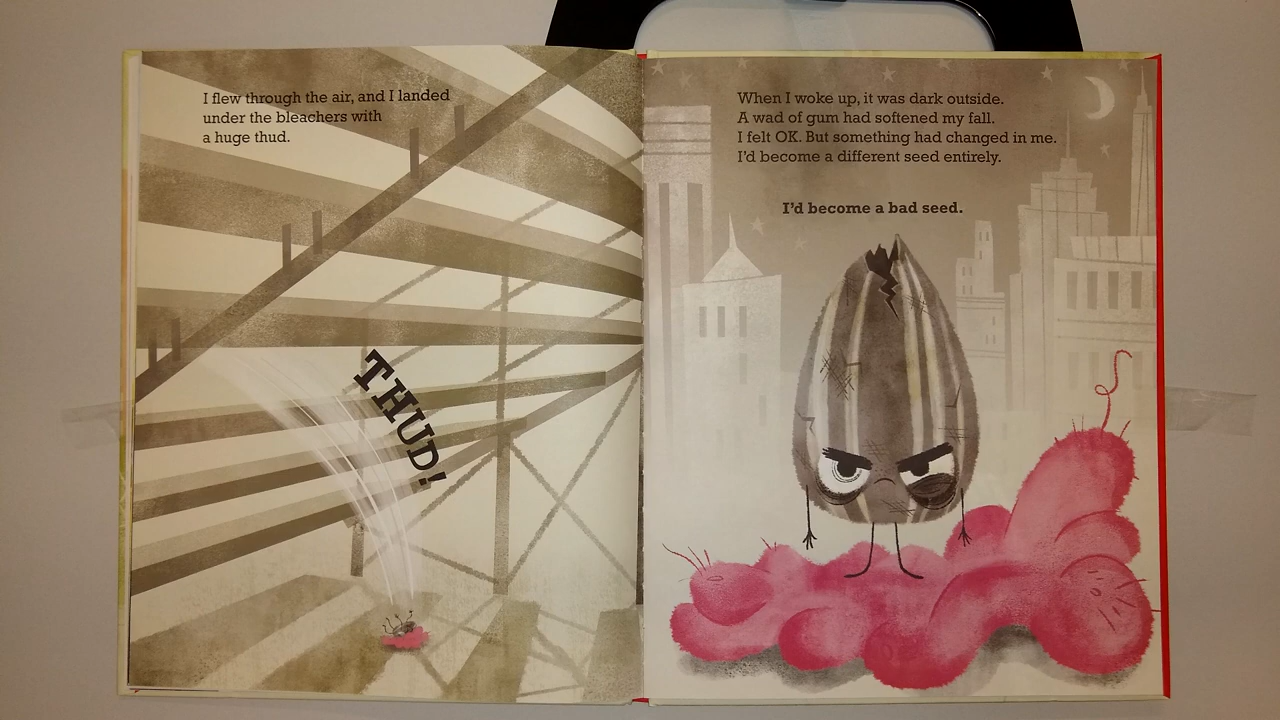 I flew through the air, and I landed
under the bleachers with
a huge thud.
THUD!
When I woke up, it was dark outside.
A wad of gum had softened my fall.
I felt OK. But something had changed in me.
I'd become a different seed entirely.
I'd become a bad seed.